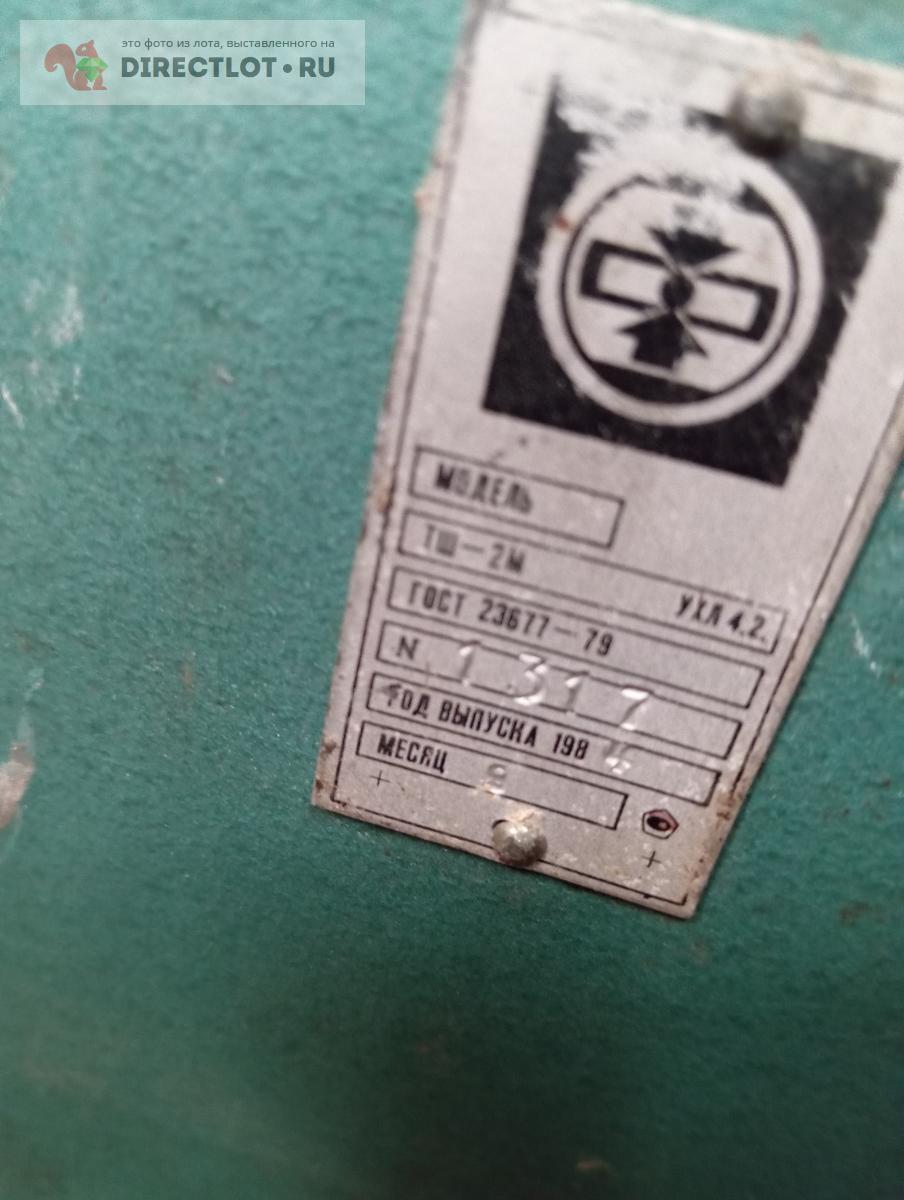 это фото из лота, выставленного на
DIRECTLOT•RU
МОДЕЛЬ
ТШ-2М УХЛ 4.2.
ГОСТ 23677-79
N 1317
ГОД ВЫПУСКА 1984
МЕСЯЦ